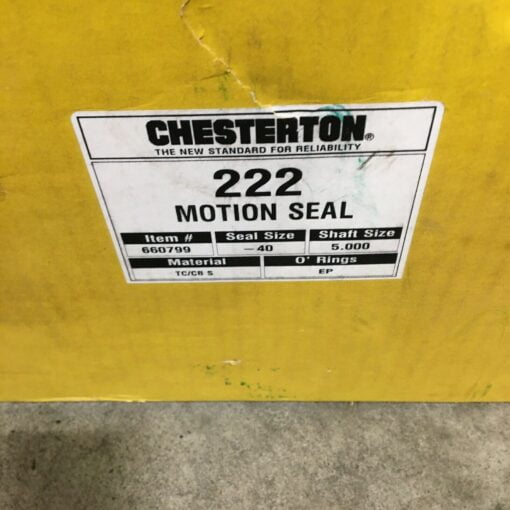 CHESTERTON®
THE NEW STANDARD FOR RELIABILITY
222
MOTION SEAL
Item # Seal Size Shaft Size
660799 -40 5.000
Material O' Rings
TC/CB S EP